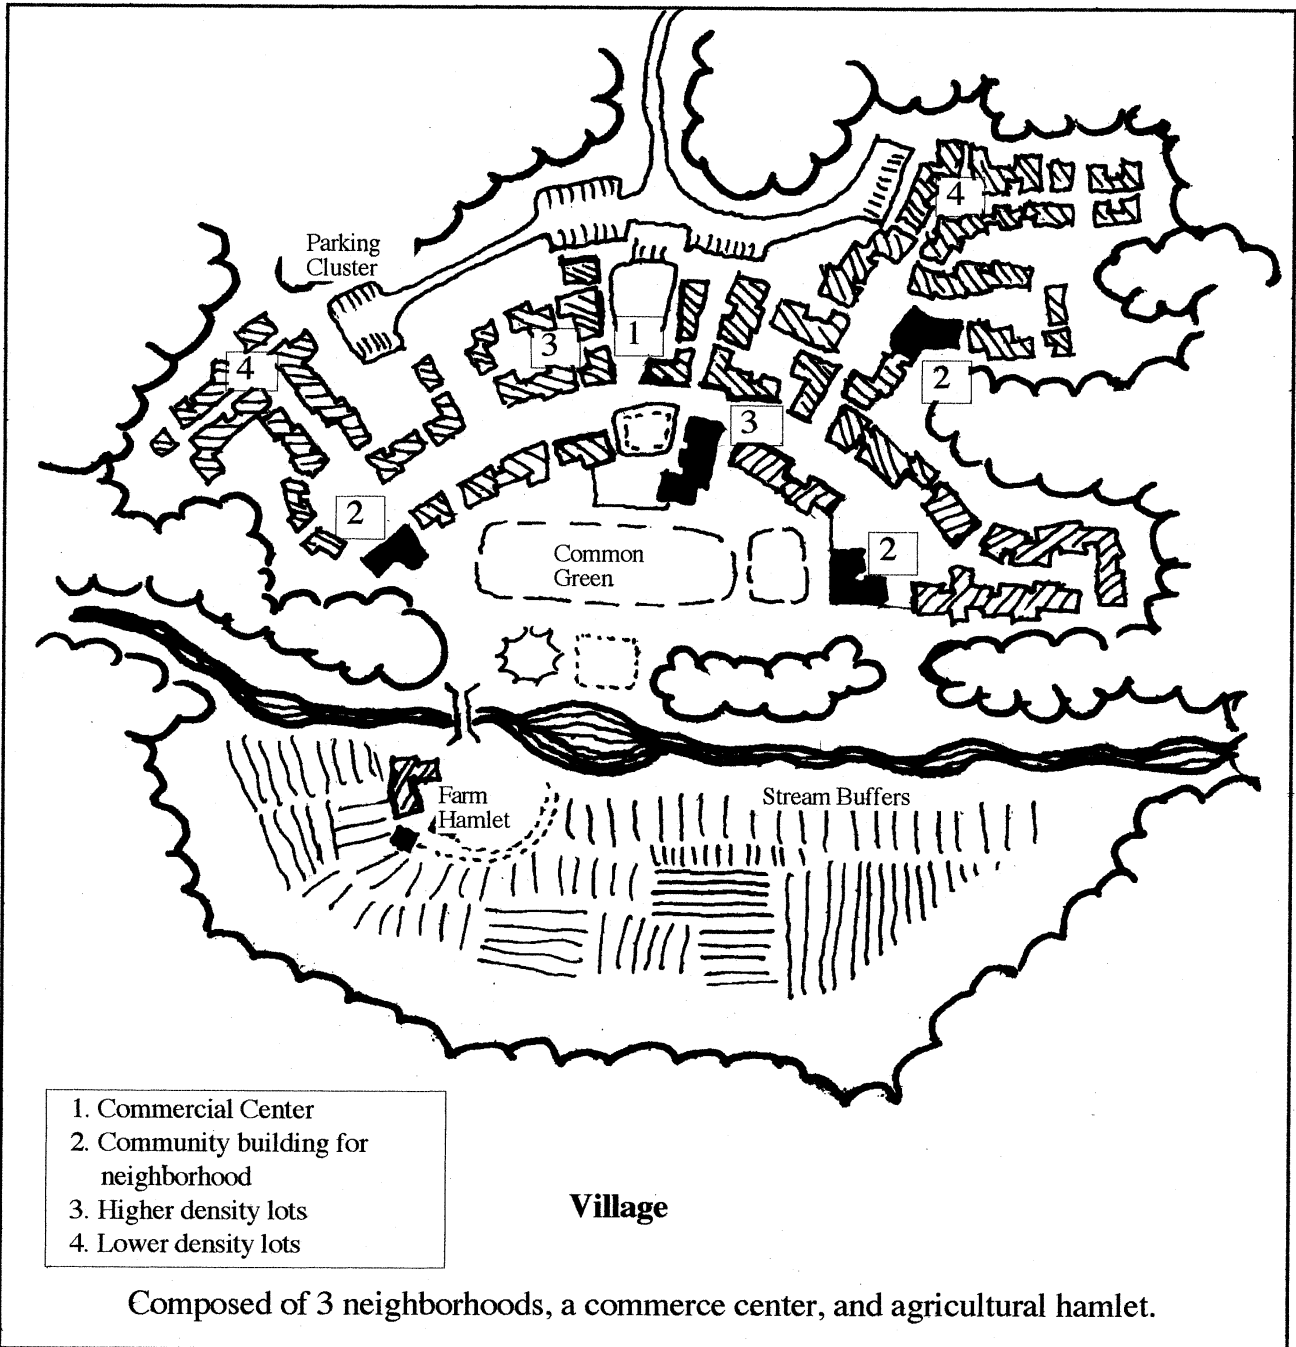 Parking
Cluster
4
4
3
1
2
3
2
2
Common
Green
Farm
Hamlet
Stream Buffers
1. Commercial Center
2. Community building for
neighborhood
3. Higher density lots
4. Lower density lots
Village
Composed of 3 neighborhoods, a commerce center, and agricultural hamlet.